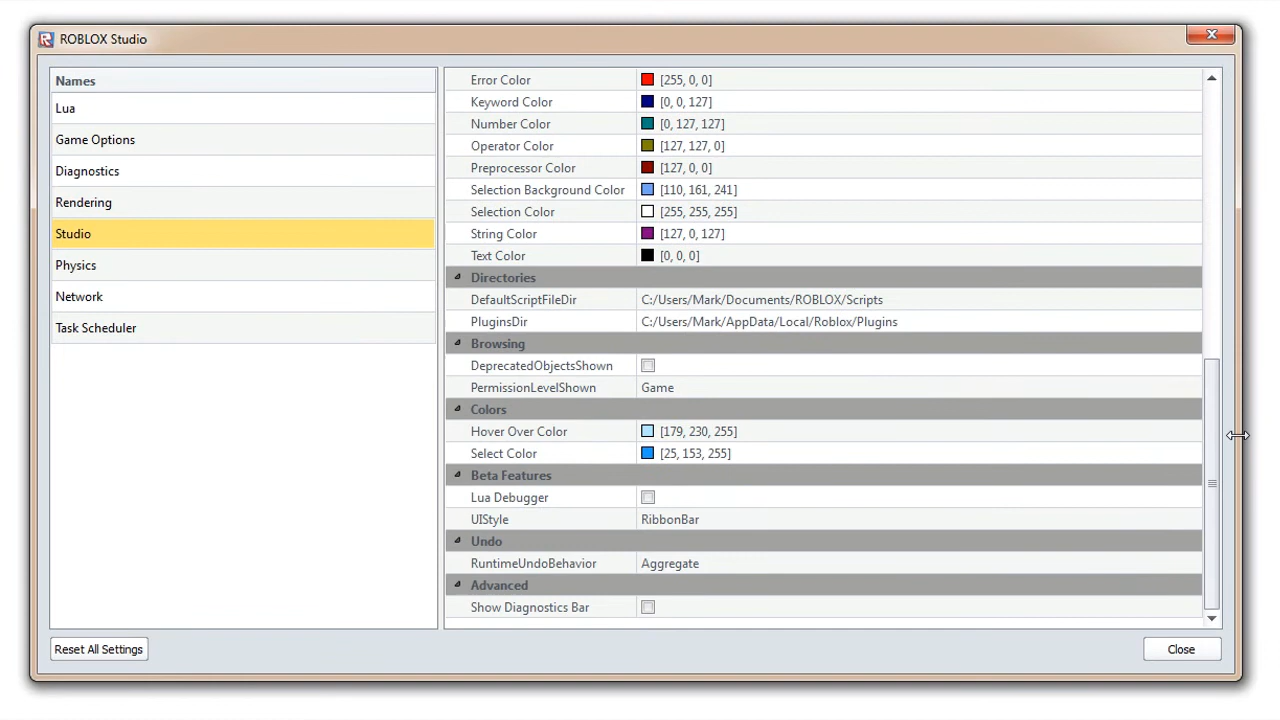 ROBLOX Studio
Names
Lua
Game Options
Diagnostics
Rendering
Studio
Physics
Network
Task Scheduler
Error Color [255, 0, 0]
Keyword Color [0, 0, 127]
Number Color [0, 127, 127]
Operator Color [127, 127, 0]
Preprocessor Color [127, 0, 0]
Selection Background Color [110, 161, 241]
Selection Color [255, 255, 255]
String Color [127, 0, 127]
Text Color [0, 0, 0]
Directories
DefaultScriptFileDir C:/Users/Mark/Documents/ROBLOX/Scripts
PluginsDir C:/Users/Mark/AppData/Local/Roblox/Plugins
Browsing
DeprecatedObjectsShown
PermissionLevelShown Game
Colors
Hover Over Color [179, 230, 255]
Select Color [25, 153, 255]
Beta Features
Lua Debugger
UIStyle RibbonBar
Undo
RuntimeUndoBehavior Aggregate
Advanced
Show Diagnostics Bar
Reset All Settings
Close